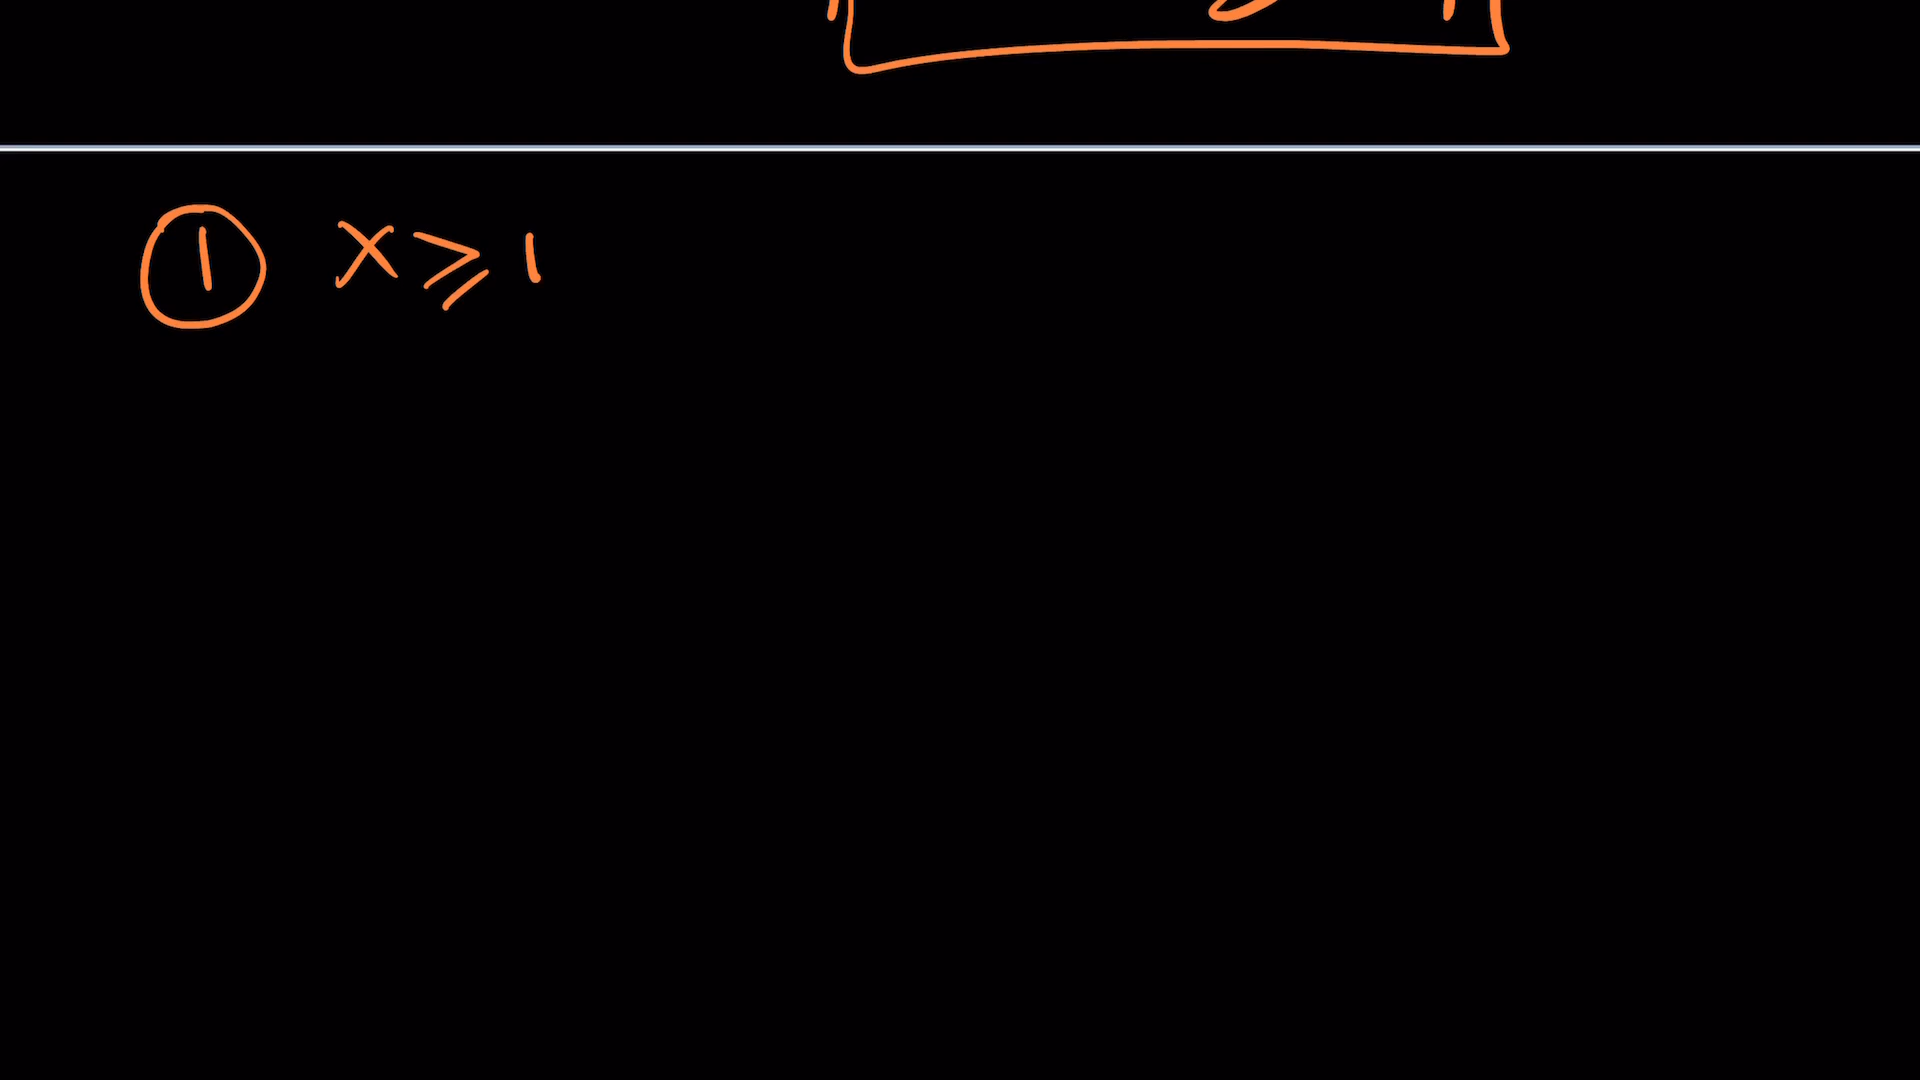 ① x ≥ 1